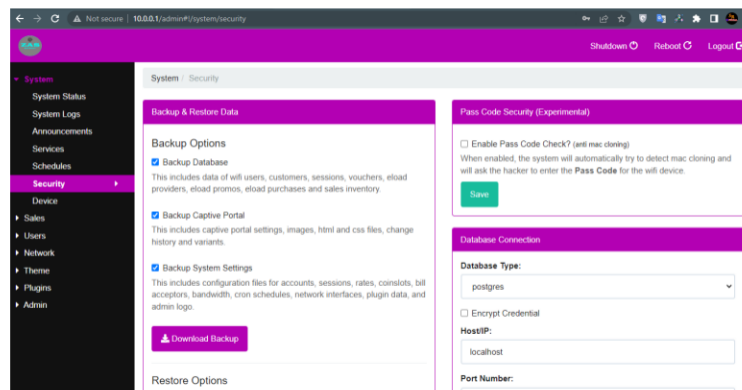 Not secure
10.0.0.1/admin#!/system/security
Shutdown
Reboot
Logout
System
System Status
System Logs
Announcements
Services
Schedules
Security
Device
Sales
Users
Network
Theme
Plugins
Admin
System / Security
Backup & Restore Data
Backup Options
Backup Database
This includes data of wifi users, customers, sessions, vouchers, eload
providers, eload promos, eload purchases and sales inventory.
Backup Captive Portal
This includes captive portal settings, images, html and css files, change
history and variants.
Backup System Settings
This includes configuration files for accounts, sessions, rates, coinslots, bill
acceptors, bandwidth, cron schedules, network interfaces, plugin data, and
admin logo.
Download Backup
Restore Options
Pass Code Security (Experimental)
Enable Pass Code Check? (anti mac cloning)
When enabled, the system will automatically try to detect mac cloning and
will ask the hacker to enter the Pass Code for the wifi device.
Save
Database Connection
Database Type:
postgres
Encrypt Credential
Host/IP:
localhost
Port Number: